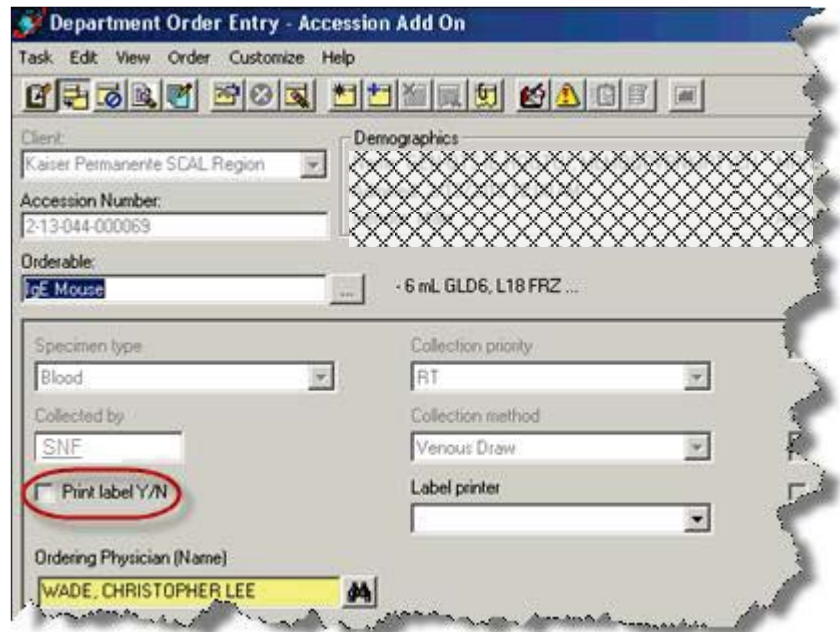 Department Order Entry - Accession Add On
Task Edit View Order Customize Help
Client:
Demographics
Kaiser Permanente SCAL Region
Accession Number:
2-13-044-000069
Orderable:
IgE Mouse
...
- 6 mL GLD6, L18 FRZ ...
Specimen type
Collection priority
Blood
RT
Collected by
Collection method
SNF
Venous Draw
Print label Y/N
Label printer
Ordering Physician (Name)
WADE, CHRISTOPHER LEE